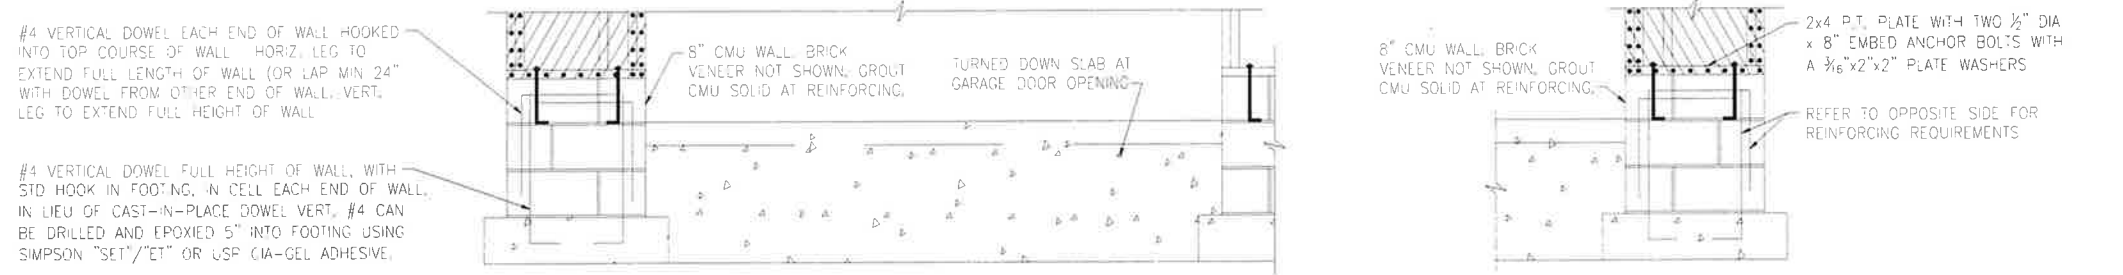 #4 VERTICAL DOWEL EACH END OF WALL HOOKED
INTO TOP COURSE OF WALL HORIZ. LEG TO
EXTEND FULL LENGTH OF WALL (OR LAP MIN 24"
WITH DOWEL FROM OTHER END OF WALL. VERT.
LEG TO EXTEND FULL HEIGHT OF WALL
#4 VERTICAL DOWEL FULL HEIGHT OF WALL, WITH
STD HOOK IN FOOTING, IN CELL EACH END OF WALL.
IN LIEU OF CAST-IN-PLACE DOWEL VERT. #4 CAN
BE DRILLED AND EPOXIED 5" INTO FOOTING USING
SIMPSON "SET"/"ET" OR USP CIA-GEL ADHESIVE.
8" CMU WALL. BRICK
VENEER NOT SHOWN. GROUT
CMU SOLID AT REINFORCING.
TURNED DOWN SLAB AT
GARAGE DOOR OPENING
8" CMU WALL. BRICK
VENEER NOT SHOWN. GROUT
CMU SOLID AT REINFORCING.
2x4 P.T. PLATE WITH TWO ½" DIA
x 8" EMBED ANCHOR BOLTS WITH
A 3⁄16"x2"x2" PLATE WASHERS
REFER TO OPPOSITE SIDE FOR
REINFORCING REQUIREMENTS